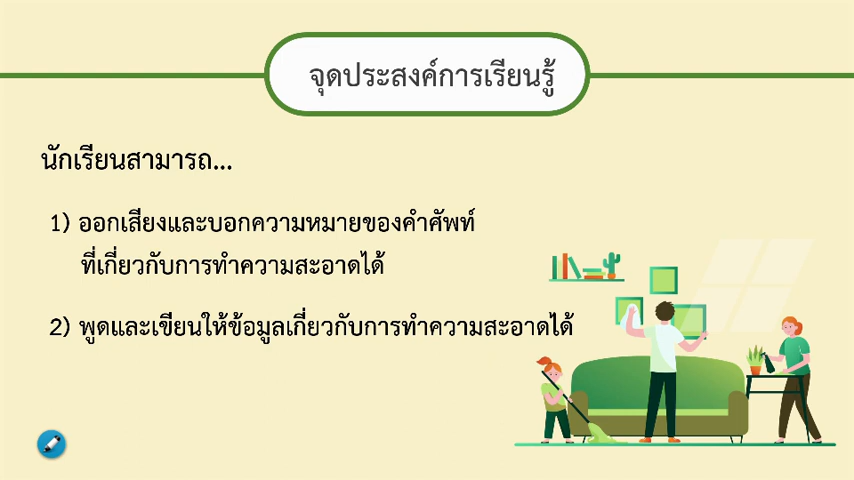 จุดประสงค์การเรียนรู้
นักเรียนสามารถ...
1) ออกเสียงและบอกความหมายของคำศัพท์
ที่เกี่ยวกับการทำความสะอาดได้
2) พูดและเขียนให้ข้อมูลเกี่ยวกับการทำความสะอาดได้